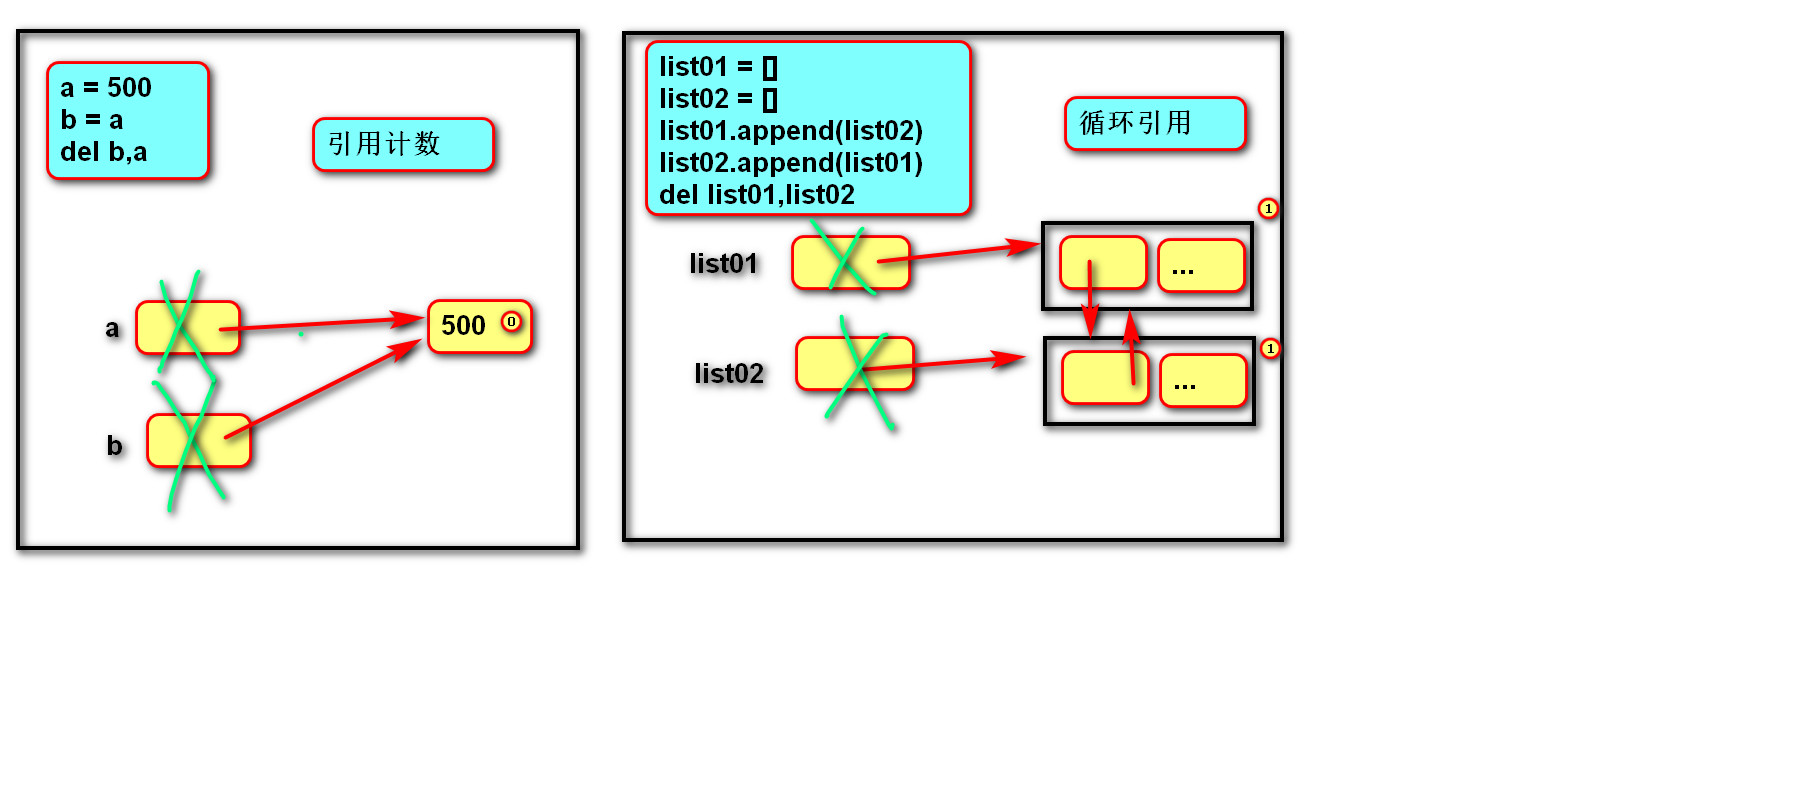 a = 500
b = a
del b,a
引用计数
a
500 0
b
list01 = []
list02 = []
list01.append(list02)
list02.append(list01)
del list01,list02
循环引用
1
list01
...
1
list02
...